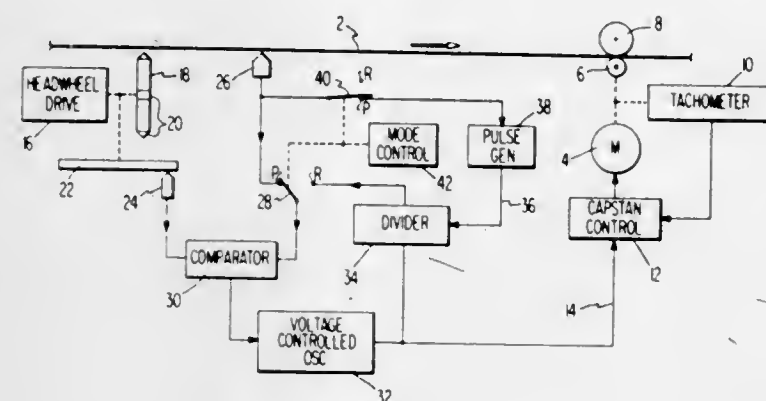 2
8
6
10
TACHOMETER
HEADWHEEL
DRIVE
16
18
20
26
40
R
P
38
PULSE
GEN
MODE
CONTROL
42
4
M
22
24
P
R
28
36
DIVIDER
34
CAPSTAN
CONTROL
12
COMPARATOR
30
14
VOLTAGE
CONTROLLED
OSC
32